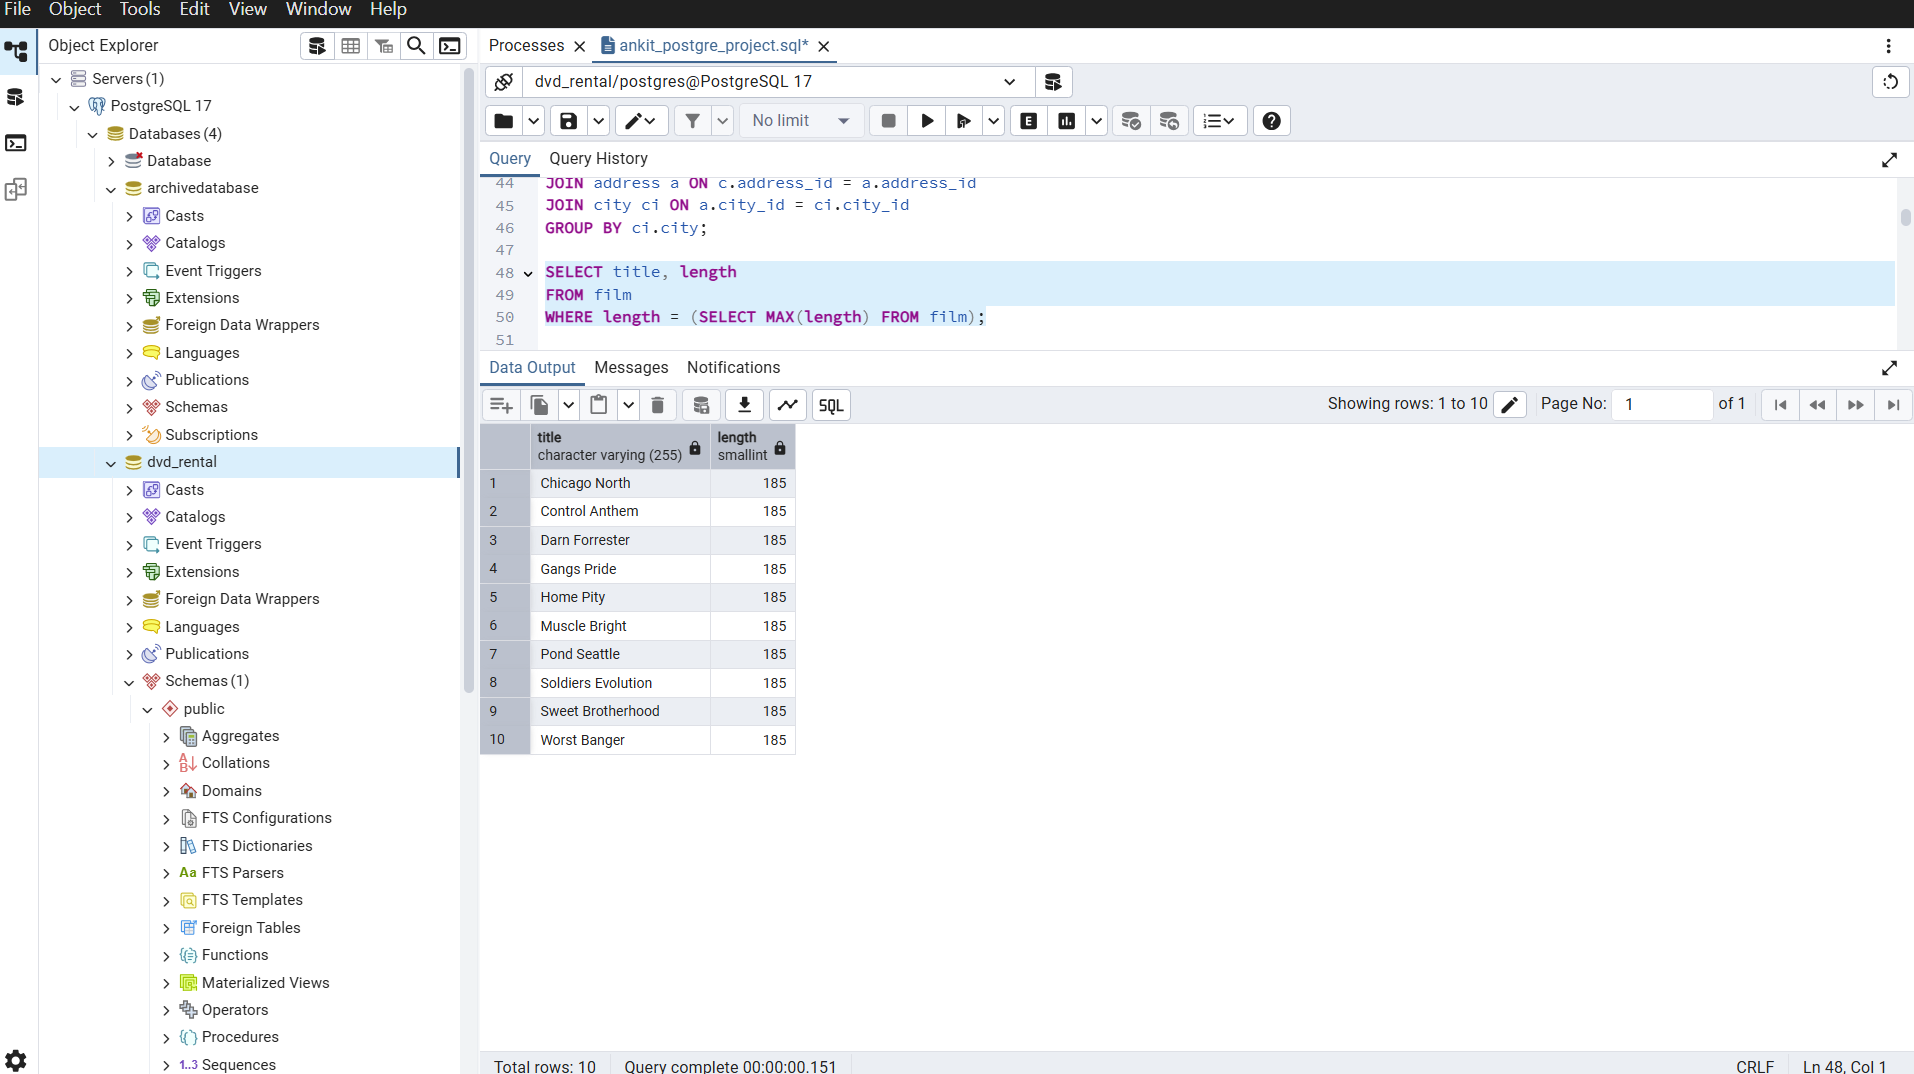 File Object Tools Edit View Window Help
Object Explorer
Servers (1)
PostgreSQL 17
Databases (4)
Database
archivedatabase
Casts
Catalogs
Event Triggers
Extensions
Foreign Data Wrappers
Languages
Publications
Schemas
Subscriptions
dvd_rental
Casts
Catalogs
Event Triggers
Extensions
Foreign Data Wrappers
Languages
Publications
Schemas (1)
public
Aggregates
Collations
Domains
FTS Configurations
FTS Dictionaries
Aa FTS Parsers
FTS Templates
Foreign Tables
Functions
Materialized Views
Operators
Procedures
1..3 Sequences
Processes ankit_postgre_project.sql*
dvd_rental/postgres@PostgreSQL 17
No limit E
Query Query History
44 JOIN address a ON c.address_id = a.address_id
45 JOIN city ci ON a.city_id = ci.city_id
46 GROUP BY ci.city;
47
48 SELECT title, length
49 FROM film
50 WHERE length = (SELECT MAX(length) FROM film);
51
Data Output Messages Notifications
SQL Showing rows: 1 to 10 Page No: 1 of 1
title length
character varying (255) smallint
1 Chicago North 185
2 Control Anthem 185
3 Darn Forrester 185
4 Gangs Pride 185
5 Home Pity 185
6 Muscle Bright 185
7 Pond Seattle 185
8 Soldiers Evolution 185
9 Sweet Brotherhood 185
10 Worst Banger 185
Total rows: 10 Query complete 00:00:00.151 CRLF Ln 48, Col 1